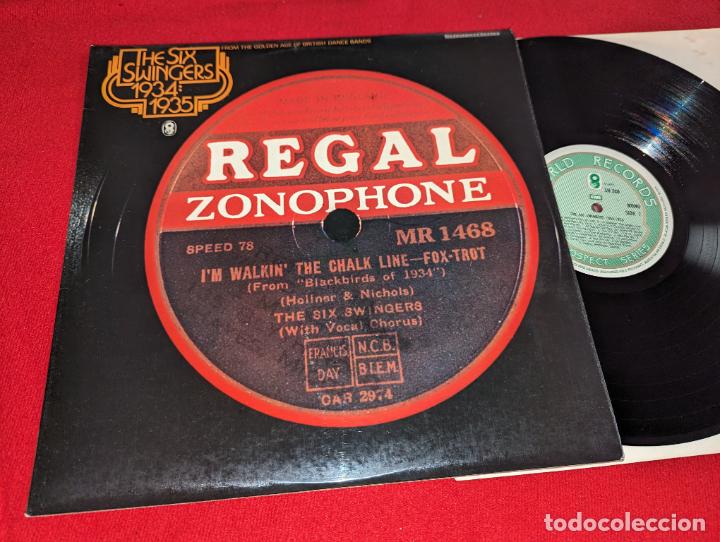 THE SIX
SWINGERS
1934:
1935
FROM THE GOLDEN AGE OF BRITISH DANCE BANDS
REGAL
ZONOPHONE
SPEED 78
MR 1468
I'M WALKIN' THE CHALK LINE—FOX-TROT
(From "Blackbirds of 1934")
(Hollner & Nichols)
THE SIX SWINGERS
(With Vocal Chorus)
FRANCIS
DAY
N.C.B.
B.I.E.M.
CAR 2974
RECORDS
MONO
SIDE 1
SERIES
todocoleccion